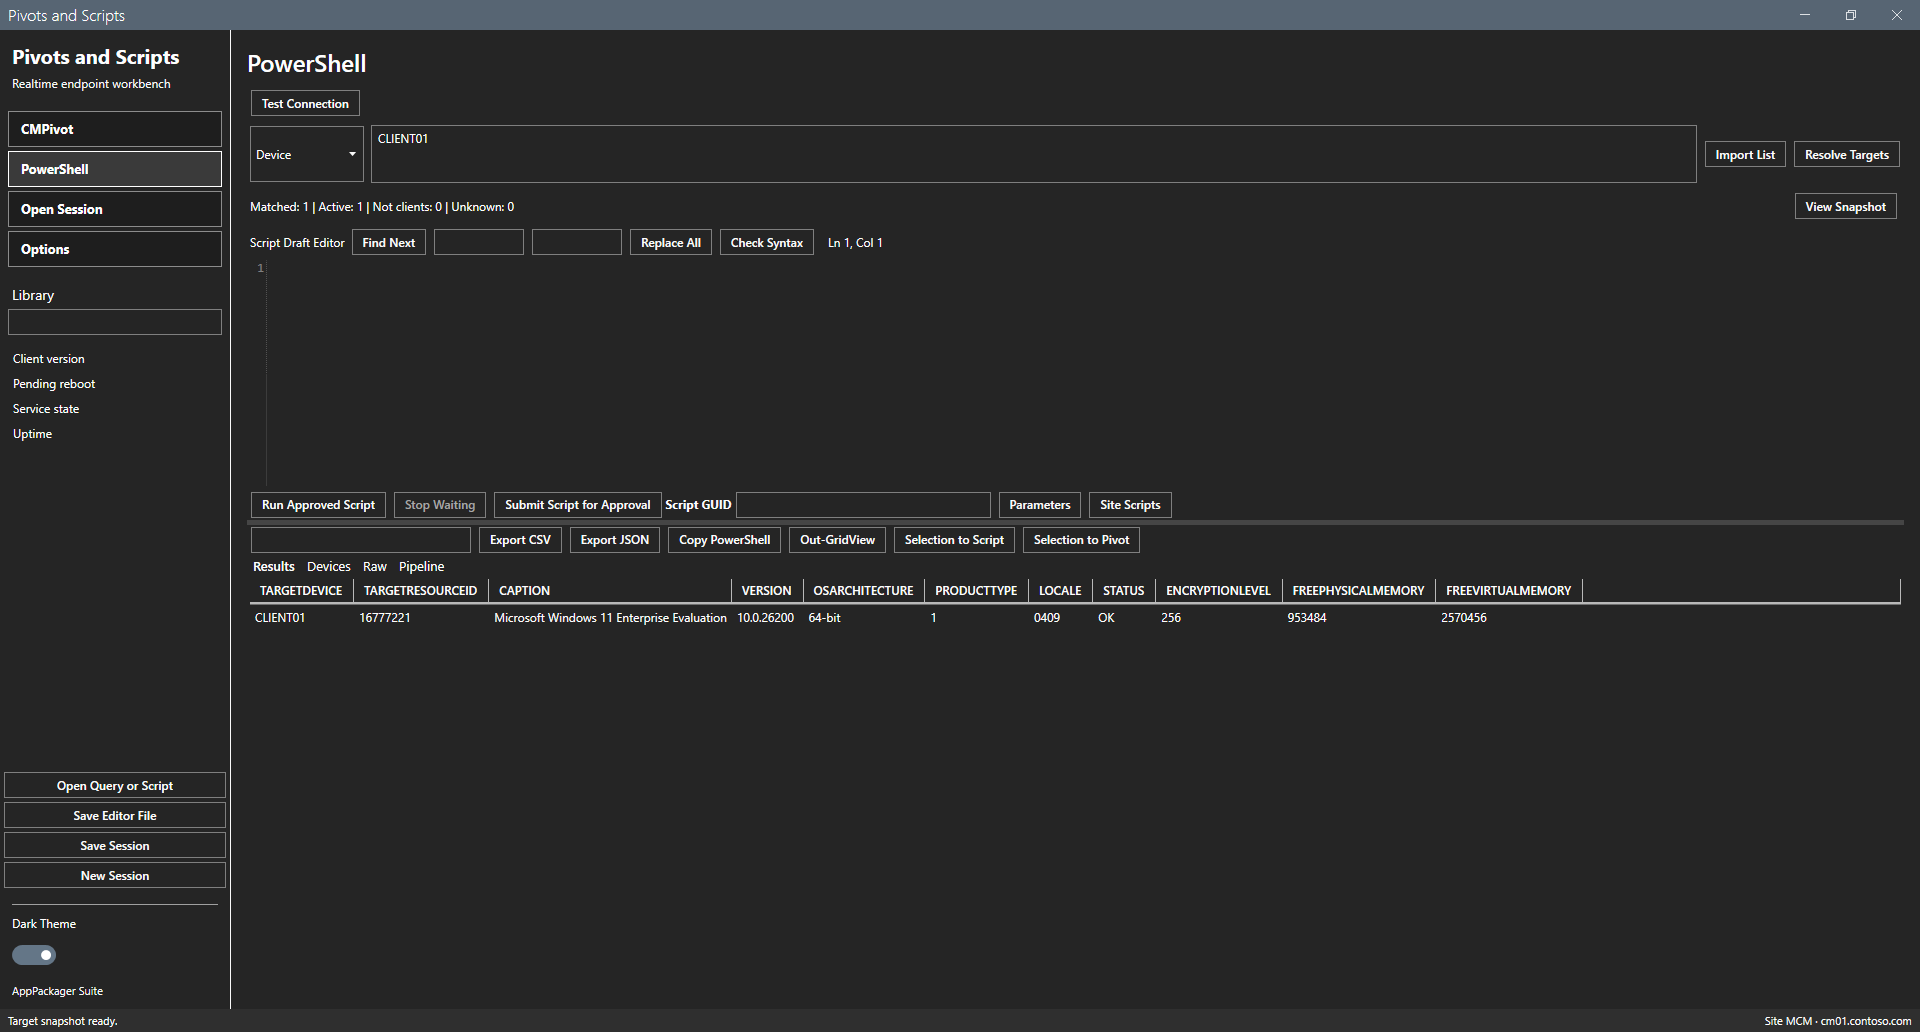 Pivots and Scripts
Pivots and Scripts
Realtime endpoint workbench
CMPivot
PowerShell
Open Session
Options
Library
Client version
Pending reboot
Service state
Uptime
Open Query or Script
Save Editor File
Save Session
New Session
Dark Theme
AppPackager Suite
PowerShell
Test Connection
Device CLIENT01 Import List Resolve Targets
Matched: 1 | Active: 1 | Not clients: 0 | Unknown: 0 View Snapshot
Script Draft Editor Find Next Replace All Check Syntax Ln 1, Col 1
1
Run Approved Script Stop Waiting Submit Script for Approval Script GUID Parameters Site Scripts
Export CSV Export JSON Copy PowerShell Out-GridView Selection to Script Selection to Pivot
Results Devices Raw Pipeline
TARGETDEVICE TARGETRESOURCEID CAPTION VERSION OSARCHITECTURE PRODUCTTYPE LOCALE STATUS ENCRYPTIONLEVEL FREEPHYSICALMEMORY FREEVIRTUALMEMORY
CLIENT01 16777221 Microsoft Windows 11 Enterprise Evaluation 10.0.26200 64-bit 1 0409 OK 256 953484 2570456
Target snapshot ready. Site MCM · cm01.contoso.com